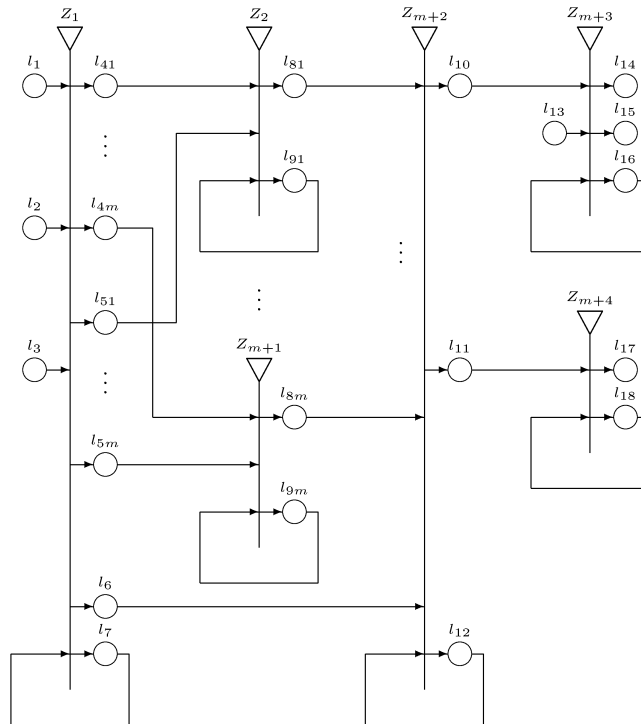 Z₁ Z₂ Zₘ₊₂ Zₘ₊₃
l₁ l₄₁ l₈₁ l₁₀ l₁₄
l₁₃ l₁₅
⋮
l₉₁ l₁₆
l₂ l₄ₘ
⋮
l₅₁ ⋮ Zₘ₊₄
l₃ Zₘ₊₁ l₁₁ l₁₇
⋮ l₈ₘ l₁₈
l₅ₘ
l₉ₘ
l₆
l₇ l₁₂